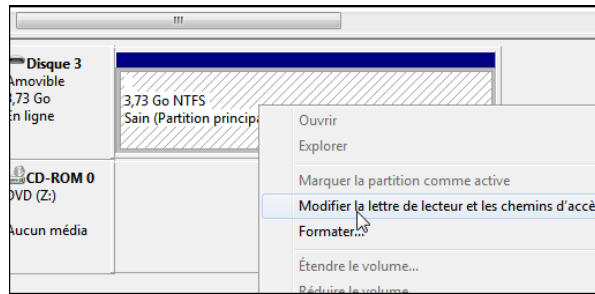 Disque 3
Amovible
3,73 Go
En ligne
3,73 Go NTFS
Sain (Partition principa
CD-ROM 0
DVD (Z:)
Aucun média
Ouvrir
Explorer
Marquer la partition comme active
Modifier la lettre de lecteur et les chemins d'accè
Formater...
Étendre le volume...
Réduire le volume